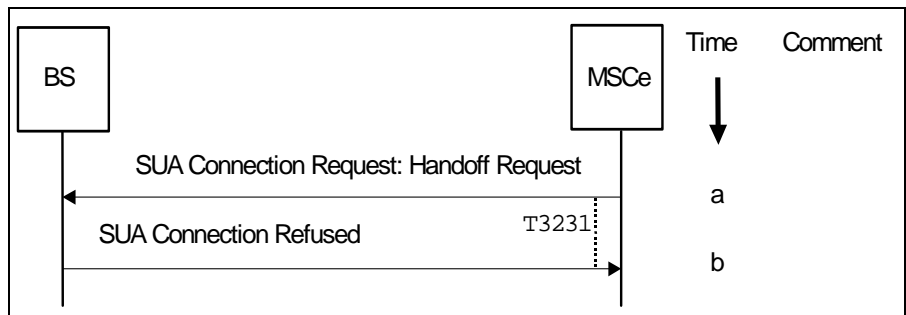 Time Comment
BS
MSCe
SUA Connection Request: Handoff Request
a
T3231
SUA Connection Refused
b